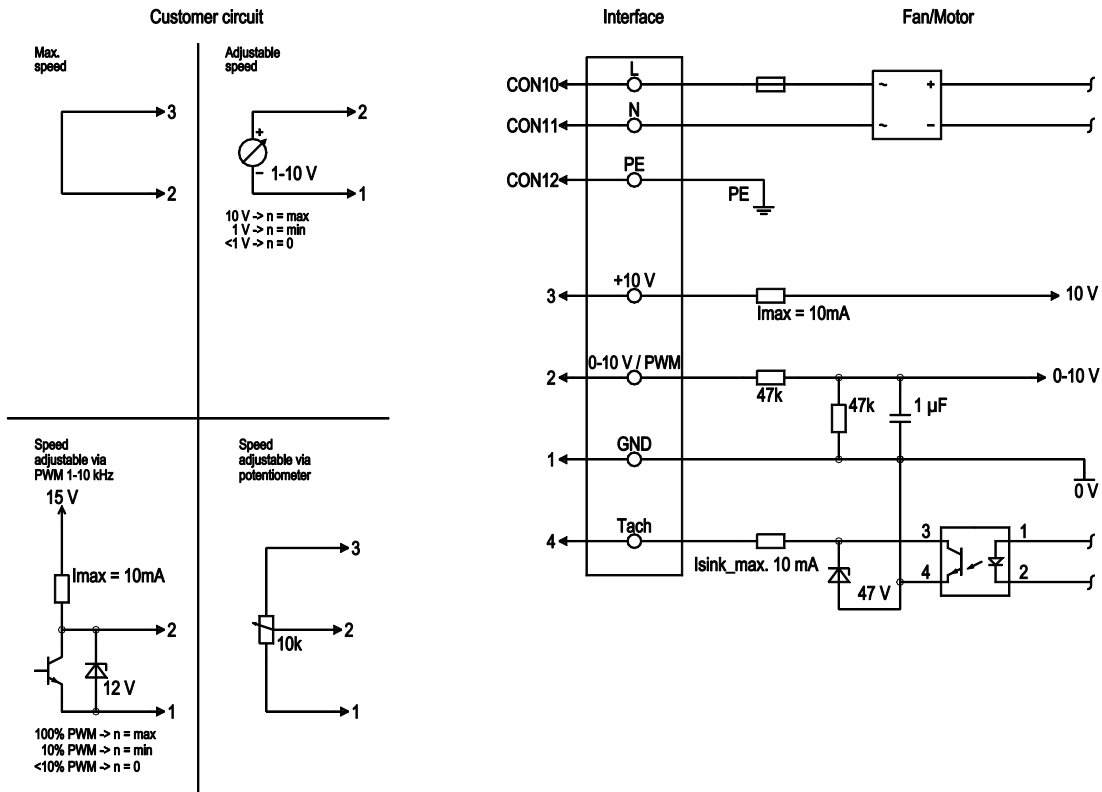 Customer circuit
Max.
speed
3
2
Adjustable
speed
2
+
− 1-10 V
1
10 V -> n = max
1 V -> n = min
<1 V -> n = 0
Speed
adjustable via
PWM 1-10 kHz
15 V
Imax = 10mA
2
12 V
1
100% PWM -> n = max
10% PWM -> n = min
<10% PWM -> n = 0
Speed
adjustable via
potentiometer
3
2
10k
1
Interface
Fan/Motor
L
CON10
~ +
N
CON11
~ −
PE
CON12
PE
+10 V
3
10 V
Imax = 10mA
0-10 V / PWM
2
0-10 V
47k
47k
1 µF
GND
1
0 V
Tach
4
3
1
Isink_max. 10 mA
4
2
47 V